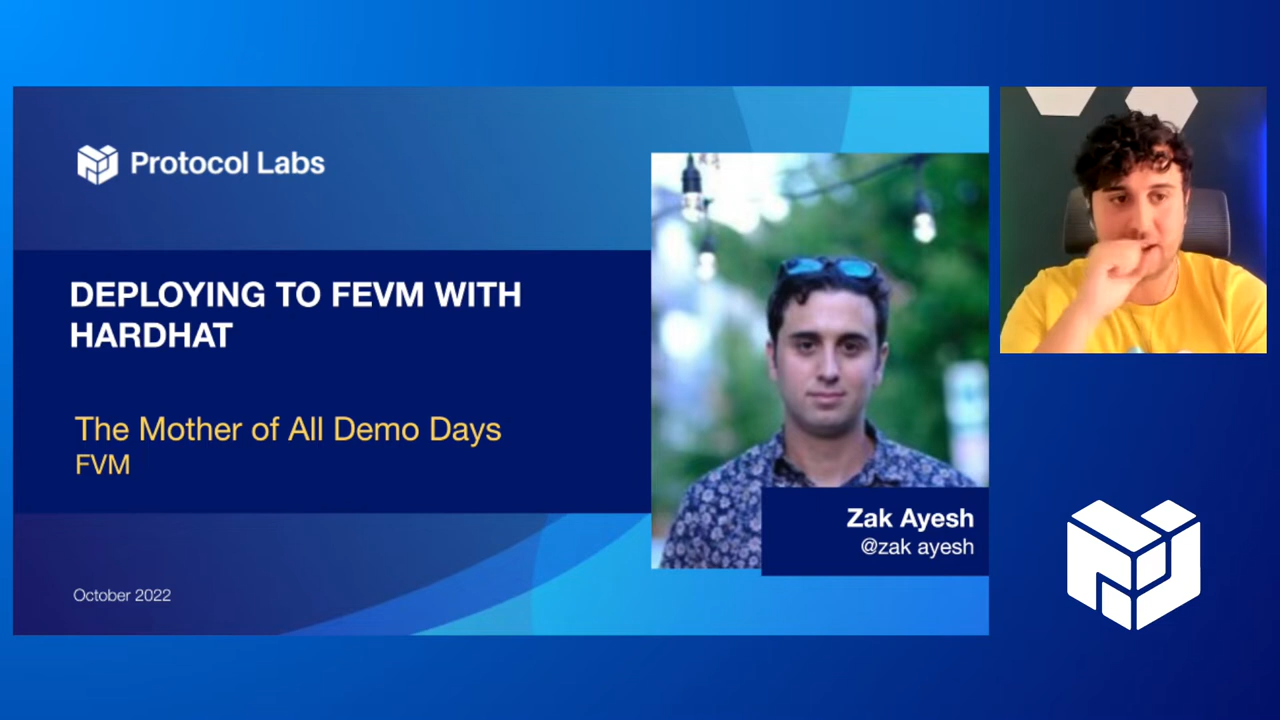 Protocol Labs
DEPLOYING TO FEVM WITH
HARDHAT
The Mother of All Demo Days
FVM
Zak Ayesh
@zak ayesh
October 2022